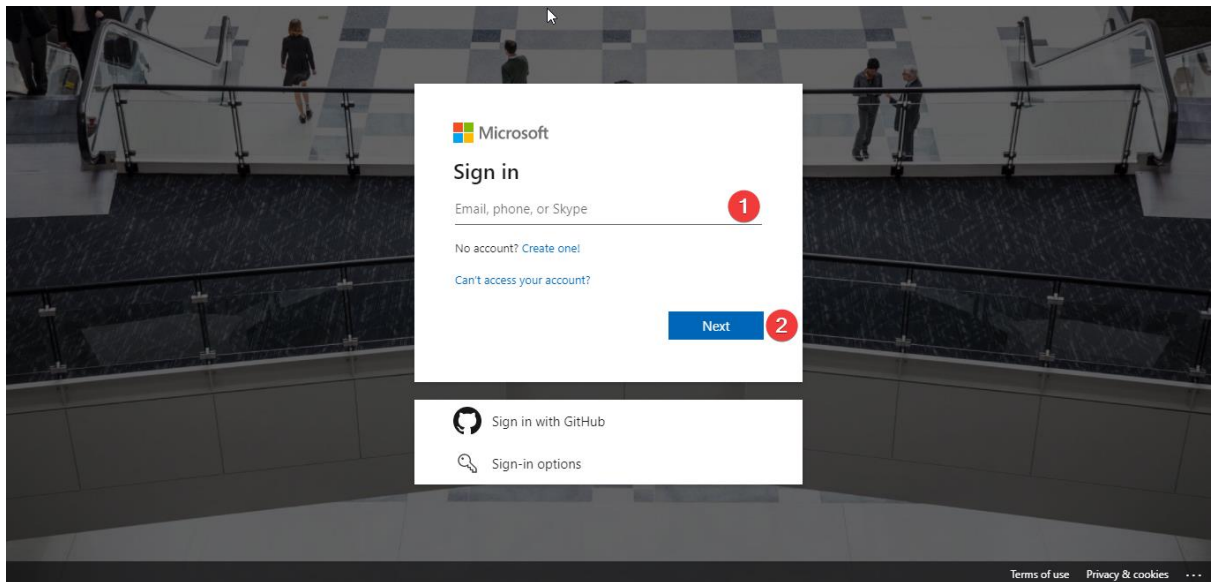 Microsoft
Sign in
Email, phone, or Skype 1
No account? Create one!
Can't access your account?
Next 2
Sign in with GitHub
Sign-in options
Terms of use Privacy & cookies ...